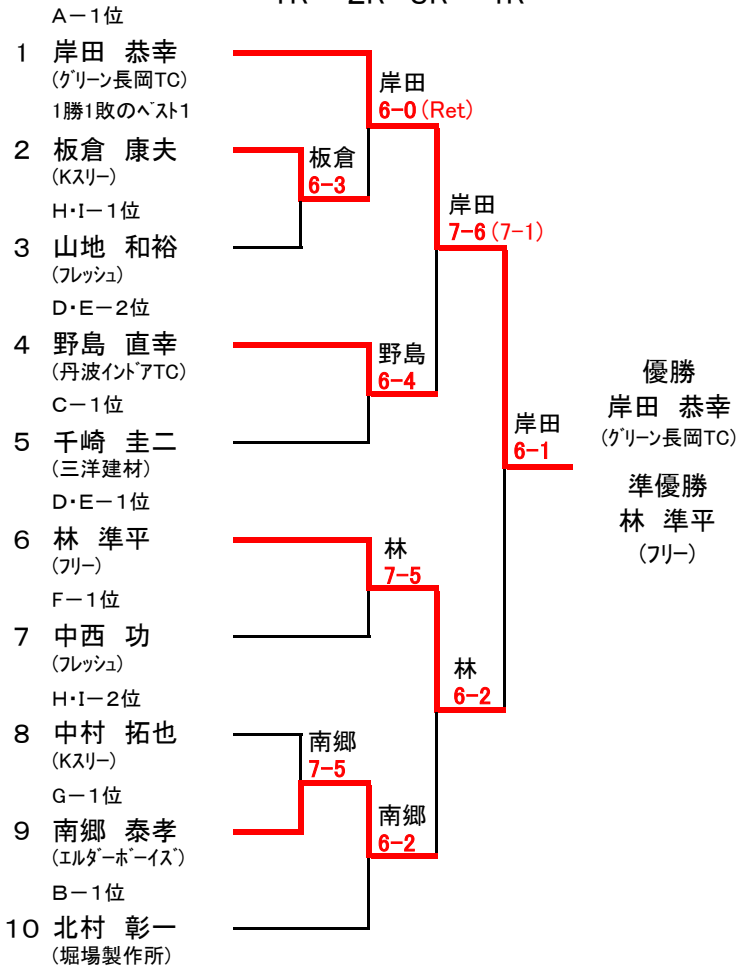 1R 2R 3R 4R
A－1位
1 岸田 恭幸
(グリーン長岡TC)
1勝1敗のベスト1
2 板倉 康夫
(Kスリー)
H・I－1位
3 山地 和裕
(フレッシュ)
D・E－2位
4 野島 直幸
(丹波インドアTC)
C－1位
5 千崎 圭二
(三洋建材)
D・E－1位
6 林 準平
(フリー)
F－1位
7 中西 功
(フレッシュ)
H・I－2位
8 中村 拓也
(Kスリー)
G－1位
9 南郷 泰孝
(エルダーボーイズ)
B－1位
10 北村 彰一
(堀場製作所)
板倉
6-3
南郷
7-5
岸田
6-0 (Ret)
野島
6-4
林
7-5
南郷
6-2
岸田
7-6 (7-1)
林
6-2
岸田
6-1
優勝
岸田 恭幸
(グリーン長岡TC)
準優勝
林 準平
(フリー)